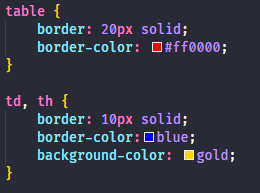 table {
    border: 20px solid;
    border-color: #ff0000;
}

td, th {
    border: 10px solid;
    border-color:blue;
    background-color: gold;
}